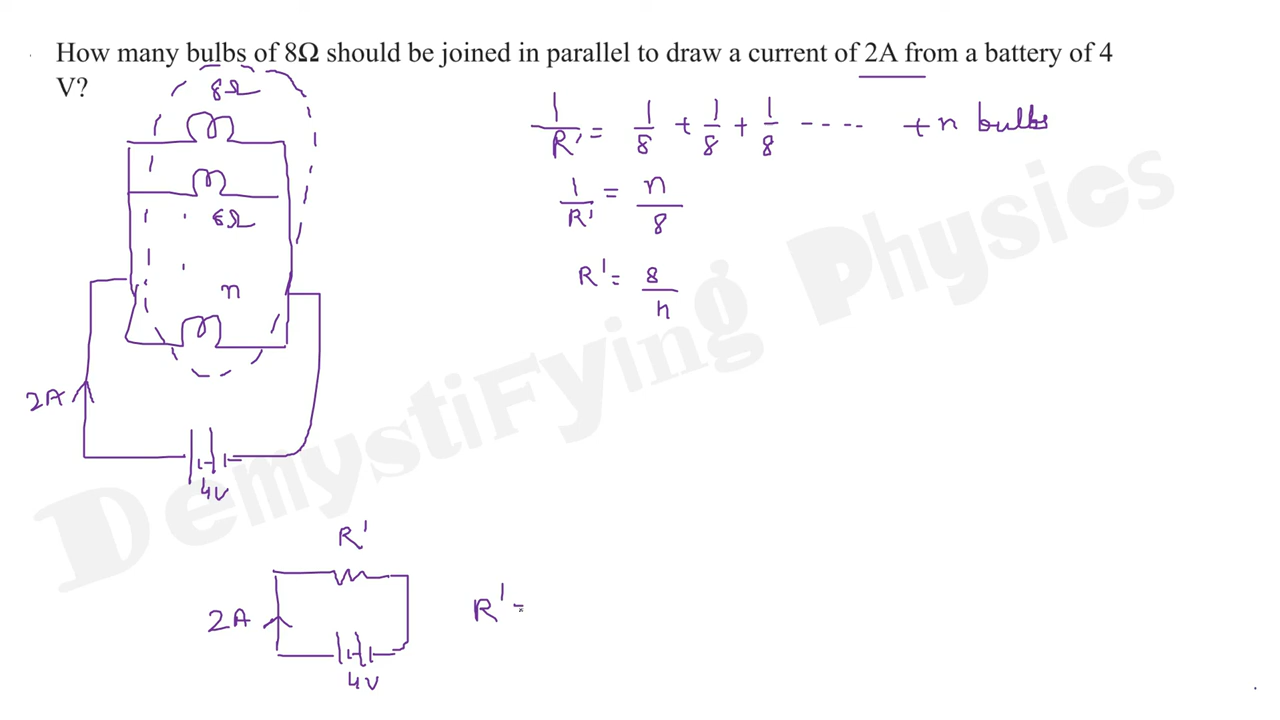 How many bulbs of 8Ω should be joined in parallel to draw a current of 2A from a battery of 4
V?
8Ω
8Ω
n
2A
4V
1/R' = 1/8 + 1/8 + 1/8 ---- + n bulbs
1/R' = n/8
R' = 8/n
R'
2A
4V
R' =
DemystiFying Physics